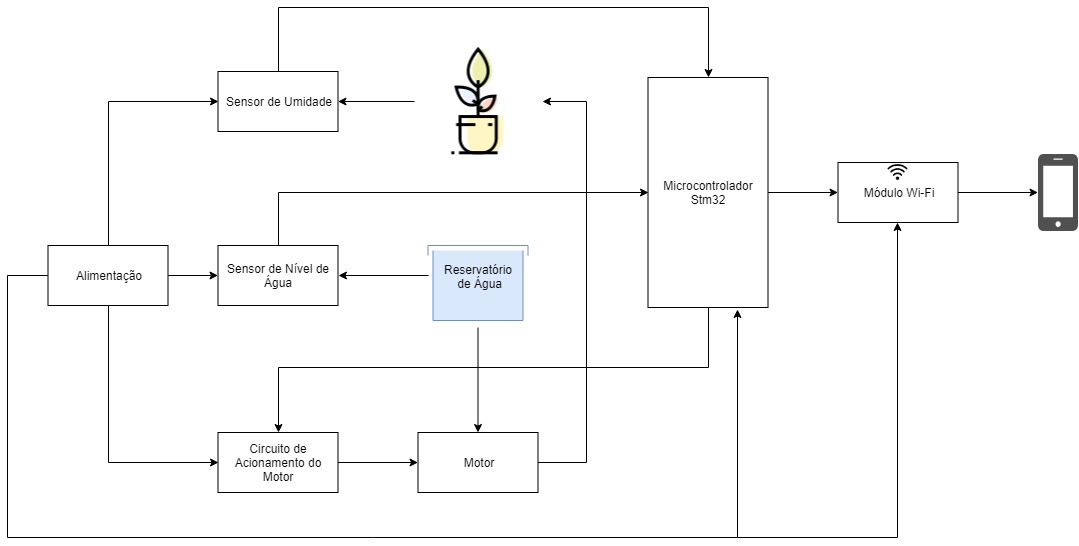 Sensor de Umidade
Microcontrolador
Stm32
Módulo Wi-Fi
Alimentação
Sensor de Nível de
Água
Reservatório
de Água
Circuito de
Acionamento do
Motor
Motor